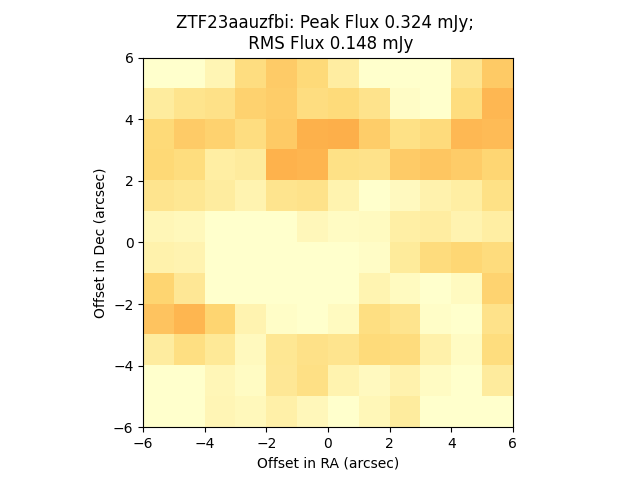 ZTF23aauzfbi: Peak Flux 0.324 mJy;
RMS Flux 0.148 mJy
6
4
2
0
−2
−4
−6
Offset in Dec (arcsec)
−6 −4 −2 0 2 4 6
Offset in RA (arcsec)